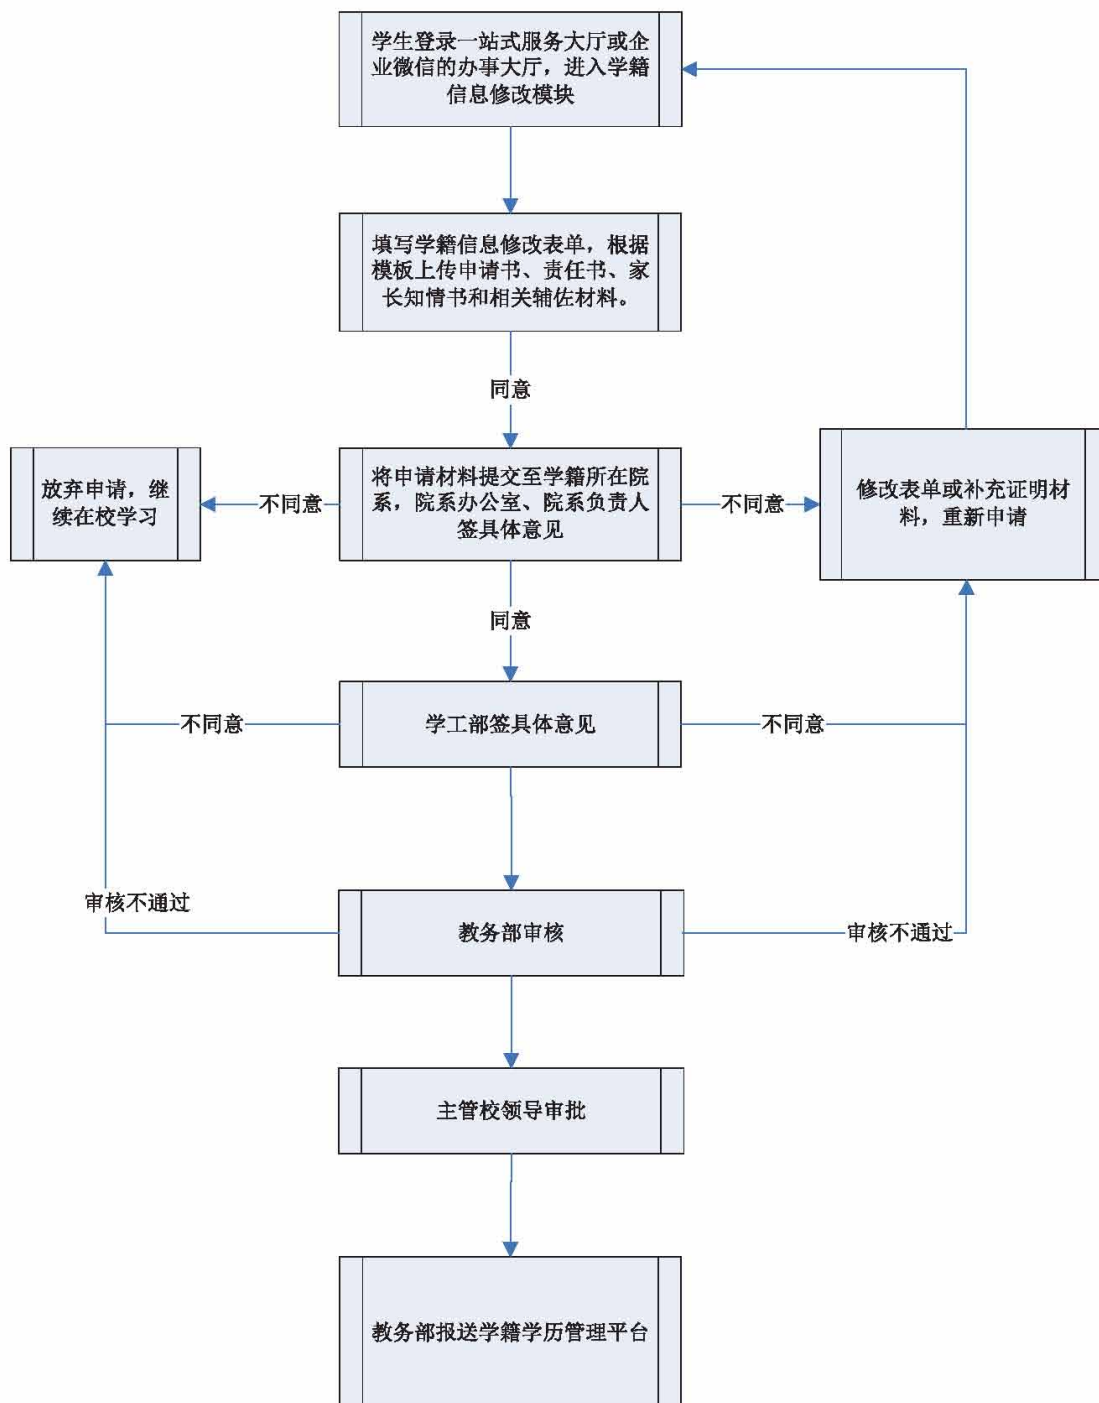 学生登录一站式服务大厅或企
业微信的办事大厅，进入学籍
信息修改模块
填写学籍信息修改表单，根据
模板上传申请书、责任书、家
长知情书和相关辅佐材料。
同意
放弃申请，继
续在校学习
不同意
将申请材料提交至学籍所在院
系，院系办公室、院系负责人
签具体意见
不同意
修改表单或补充证明材
料，重新申请
同意
不同意
学工部签具体意见
不同意
审核不通过
教务部审核
审核不通过
主管校领导审批
教务部报送学籍学历管理平台